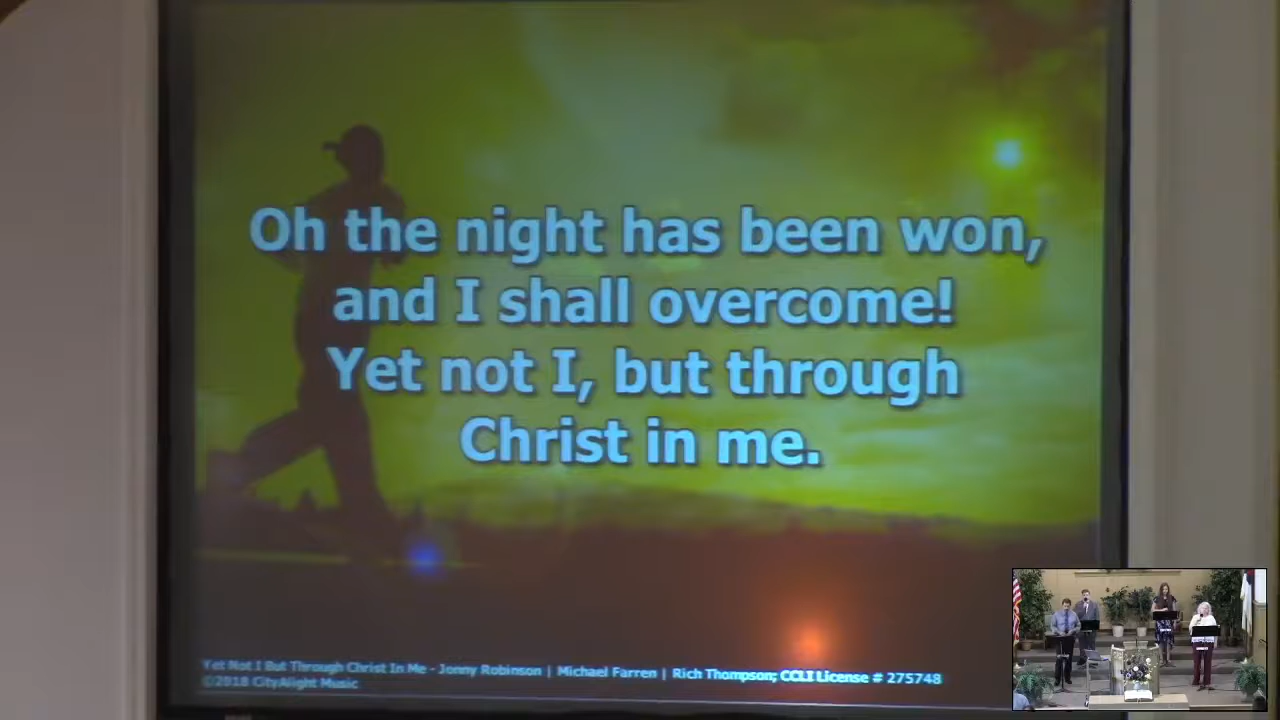 Oh the night has been won,
and I shall overcome!
Yet not I, but through
Christ in me.
Yet Not I But Through Christ In Me - Jonny Robinson | Michael Farren | Rich Thompson; CCLI License # 275748
©2018 CityAlight Music